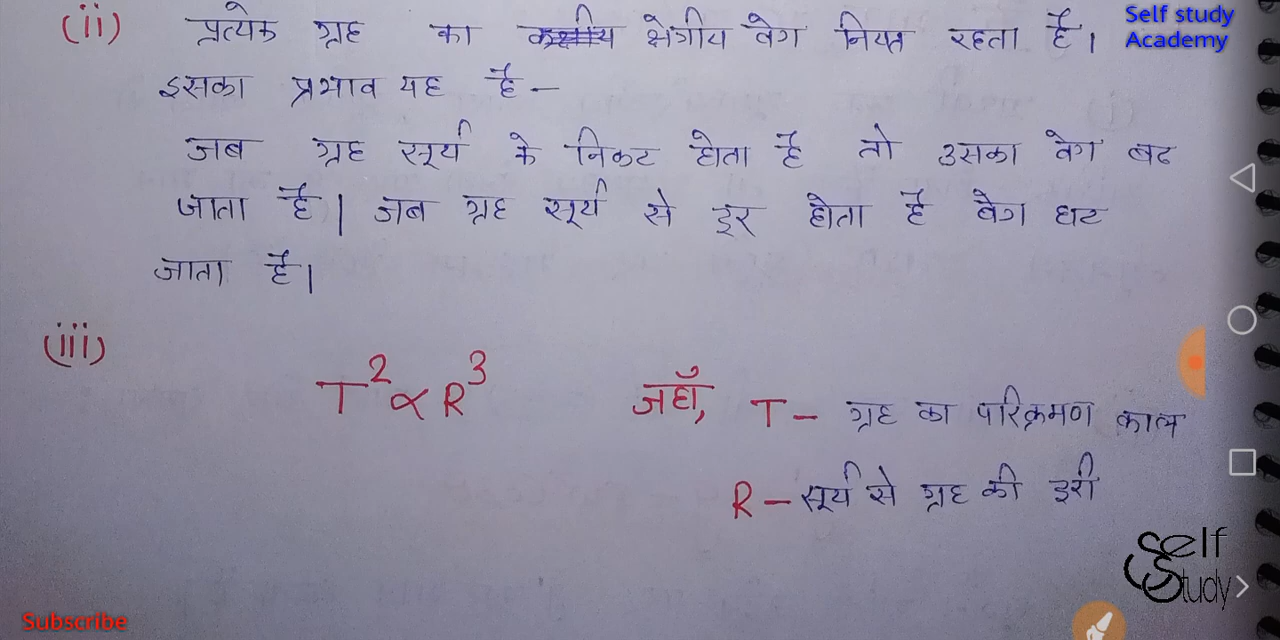 (ii) प्रत्येक ग्रह का क्षेत्रीय वेग नियत रहता है।
Self study
Academy
इसका प्रभाव यह है –
जब ग्रह सूर्य के निकट होता है तो उसका वेग बढ
जाता है। जब ग्रह सूर्य से दूर होता है वेग घट
जाता है।
(iii)
T² ∝ R³ जहाँ, T – ग्रह का परिक्रमण काल
R – सूर्य से ग्रह की दूरी
Self
Study
Subscribe